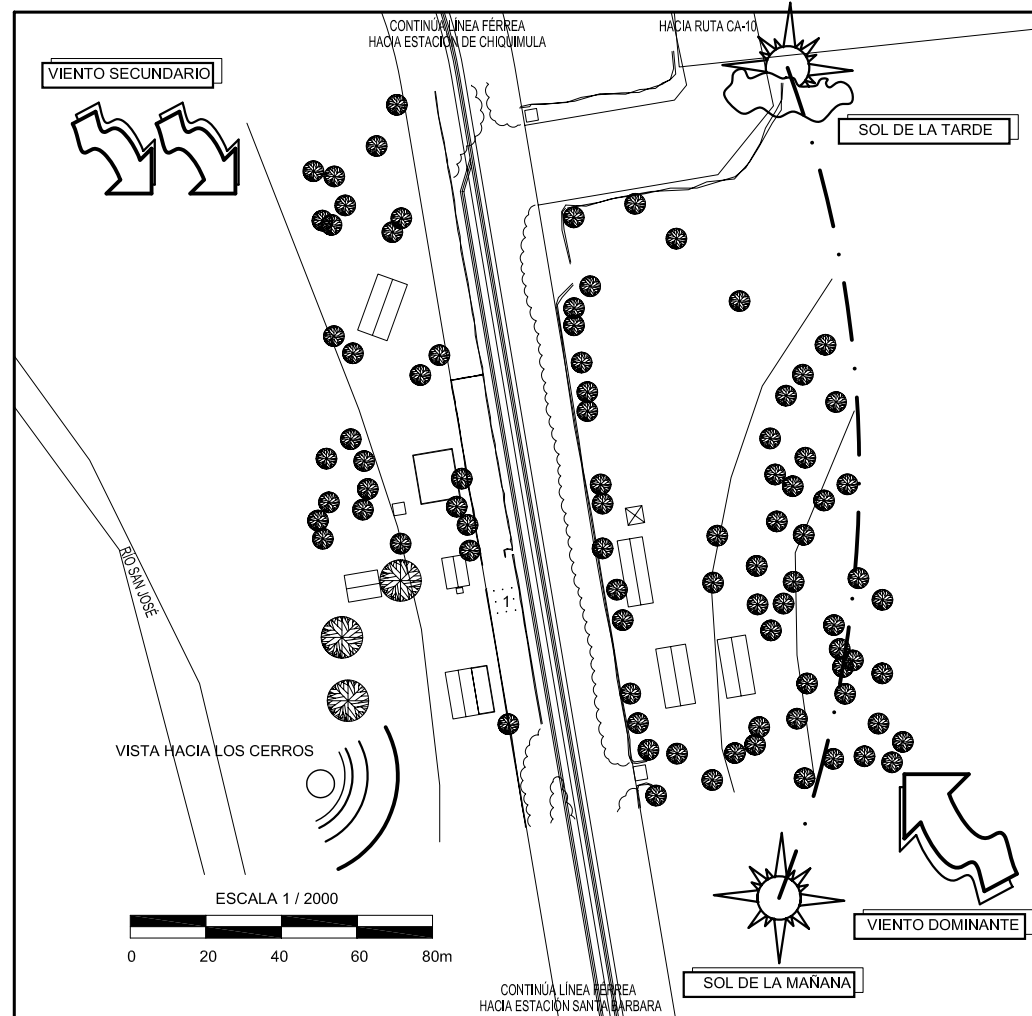 CONTINÚA LÍNEA FÉRREA
HACIA ESTACIÓN DE CHIQUIMULA
HACIA RUTA CA-10
VIENTO SECUNDARIO
SOL DE LA TARDE
RIO SAN JOSÉ
1
VISTA HACIA LOS CERROS
ESCALA 1 / 2000
0 20 40 60 80m
VIENTO DOMINANTE
SOL DE LA MAÑANA
CONTINÚA LÍNEA FÉRREA
HACIA ESTACIÓN SANTA BARBARA